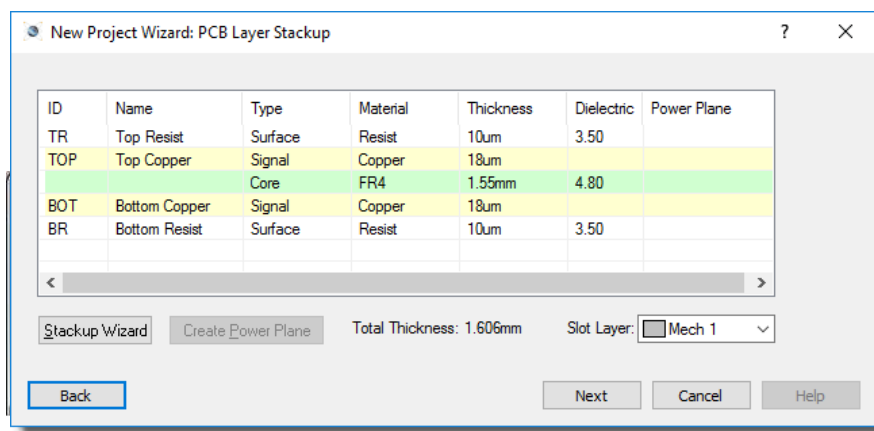 New Project Wizard: PCB Layer Stackup ?
ID Name Type Material Thickness Dielectric Power Plane
TR Top Resist Surface Resist 10um 3.50
TOP Top Copper Signal Copper 18um
Core FR4 1.55mm 4.80
BOT Bottom Copper Signal Copper 18um
BR Bottom Resist Surface Resist 10um 3.50
Stackup Wizard Create Power Plane Total Thickness: 1.606mm Slot Layer: Mech 1
Back Next Cancel Help